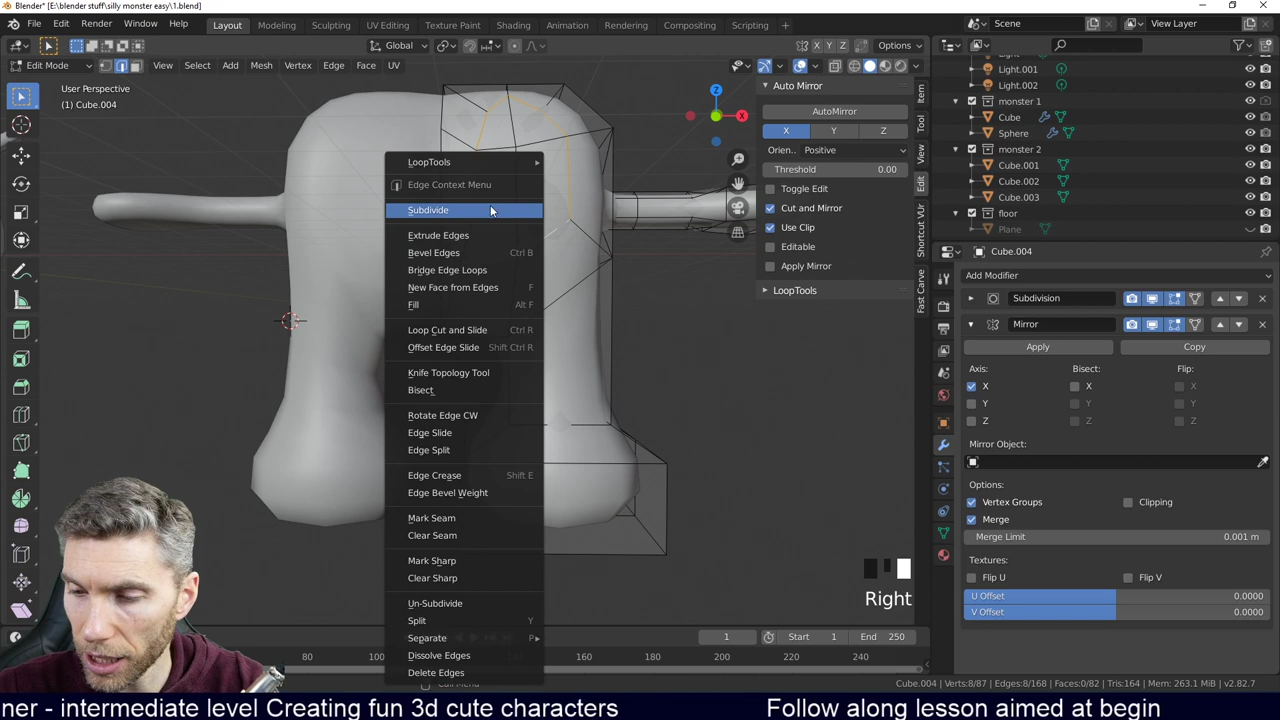 Blender* [E:\blender stuff\silly monster easy\1.blend]
File Edit Render Window Help Layout Modeling Sculpting UV Editing Texture Paint Shading Animation Rendering Compositing Scripting Scene View Layer
Global X Y Z Options
Edit Mode View Select Add Mesh Vertex Edge Face UV
User Perspective
(1) Cube.004
Z
X
LoopTools
Edge Context Menu
Subdivide
Extrude Edges
Bevel Edges Ctrl B
Bridge Edge Loops
New Face from Edges F
Fill Alt F
Loop Cut and Slide Ctrl R
Offset Edge Slide Shift Ctrl R
Knife Topology Tool
Bisect
Rotate Edge CW
Edge Slide
Edge Split
Edge Crease Shift E
Edge Bevel Weight
Mark Seam
Clear Seam
Mark Sharp
Clear Sharp
Un-Subdivide
Split Y
Separate P
Dissolve Edges
Delete Edges
Auto Mirror
AutoMirror
X Y Z
Orien.. Positive
Threshold 0.00
Toggle Edit
Cut and Mirror
Use Clip
Editable
Apply Mirror
LoopTools
Item
Tool
View
Edit
Shortcut VUr
Fast Carve
Light.001
Light.002
monster 1
Cube
Sphere
monster 2
Cube.001
Cube.002
Cube.003
floor
Plane
Cube.004
Add Modifier
Subdivision
Mirror
Apply Copy
Axis: Bisect: Flip:
X X X
Y Y Y
Z Z Z
Mirror Object:
Options:
Vertex Groups Clipping
Merge
Merge Limit 0.001 m
Textures:
Flip U Flip V
U Offset 0.0000
V Offset 0.0000
Right
1 Start 1 End 250
80 100 160 180 200 220 240
Cube.004 | Verts:8/87 | Edges:8/168 | Faces:0/82 | Tris:164 | Mem: 263.1 MiB | v2.82.7
ner - intermediate level Creating fun 3d cute characters Follow along lesson aimed at begin